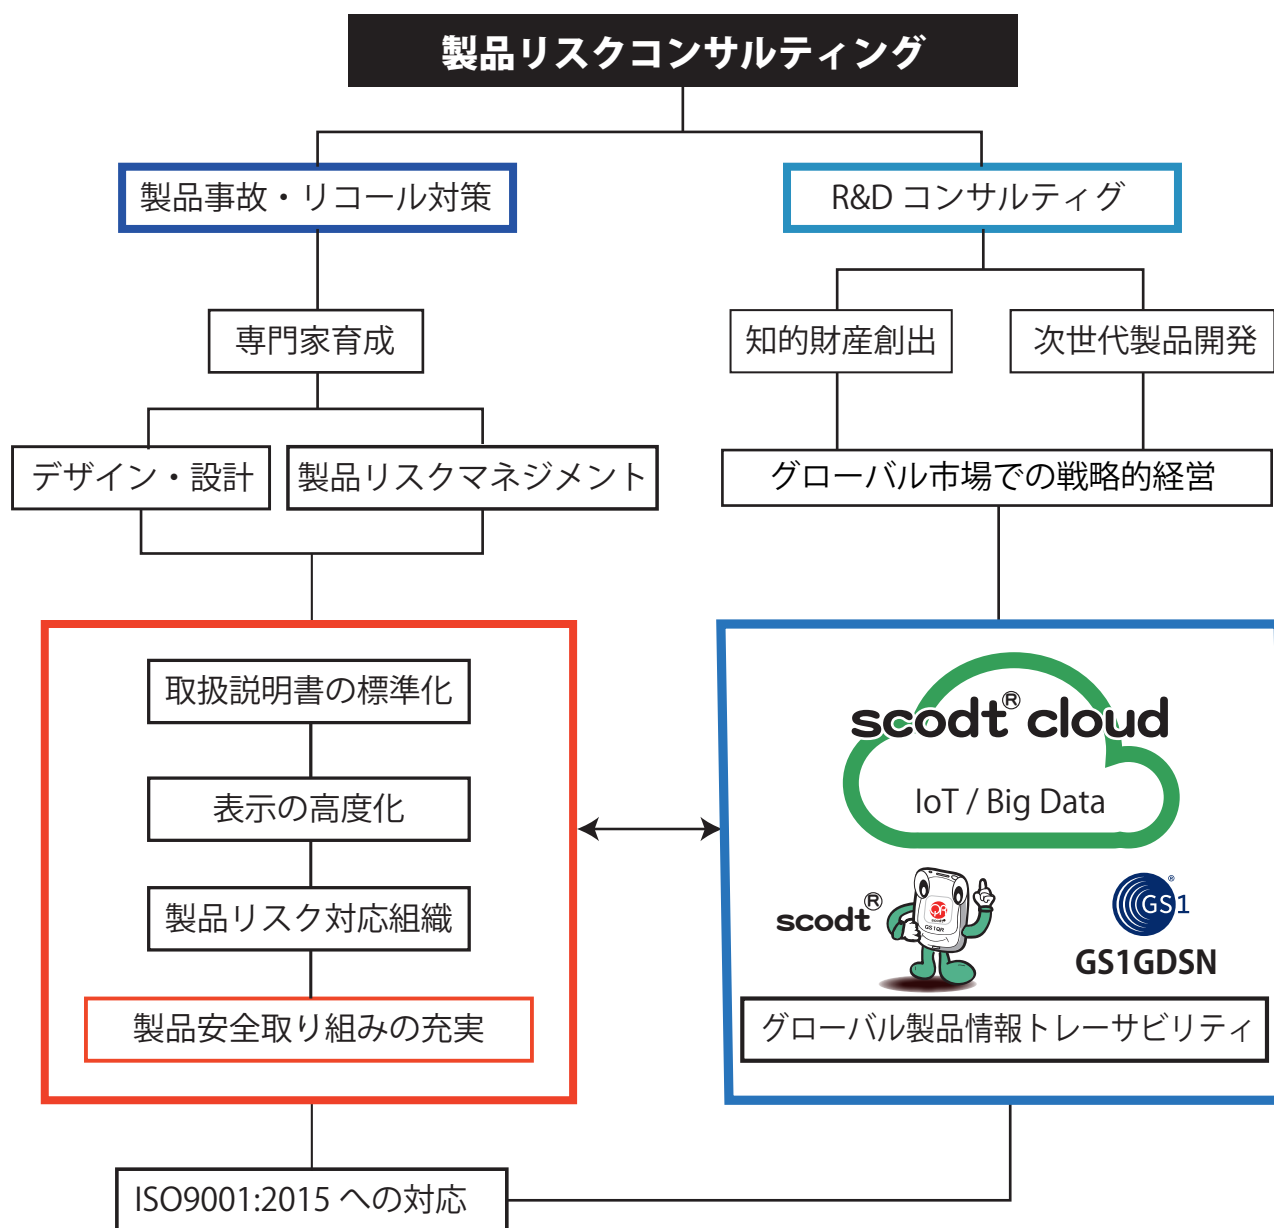 製品リスクコンサルティング
製品事故・リコール対策
R&D コンサルティグ
専門家育成
知的財産創出
次世代製品開発
デザイン・設計
製品リスクマネジメント
グローバル市場での戦略的経営
取扱説明書の標準化
表示の高度化
製品リスク対応組織
製品安全取り組みの充実
scodt® cloud
IoT / Big Data
scodt®
GS1QR
GS1®
GS1GDSN
グローバル製品情報トレーサビリティ
ISO9001:2015 への対応